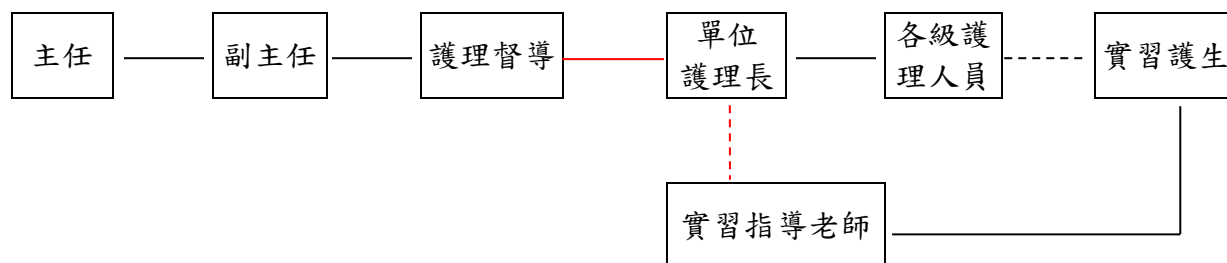 主任
副主任
護理督導
單位
護理長
各級護
理人員
實習護生
實習指導老師